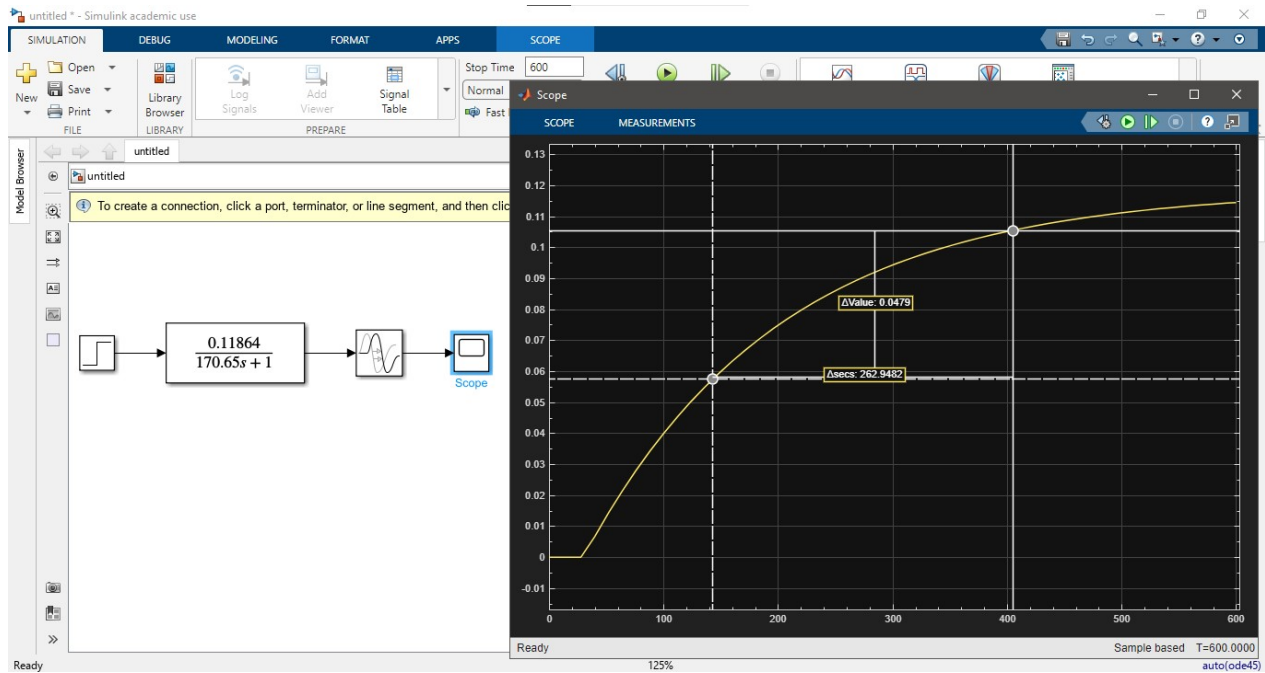 untitled * - Simulink academic use
SIMULATION DEBUG MODELING FORMAT APPS SCOPE
New
Open
Save
Print
FILE
Library Browser
LIBRARY
Log Signals
Add Viewer
Signal Table
PREPARE
Stop Time 600
Normal
Fast
Model Browser
untitled
untitled
To create a connection, click a port, terminator, or line segment, and then clic
0.11864
170.65s + 1
Scope
Scope
SCOPE MEASUREMENTS
0.13
0.12
0.11
0.1
0.09
0.08
0.07
0.06
0.05
0.04
0.03
0.02
0.01
0
-0.01
ΔValue: 0.0479
Δsecs: 262.9482
0 100 200 300 400 500 600
Ready Sample based T=600.0000
Ready 125% auto(ode45)